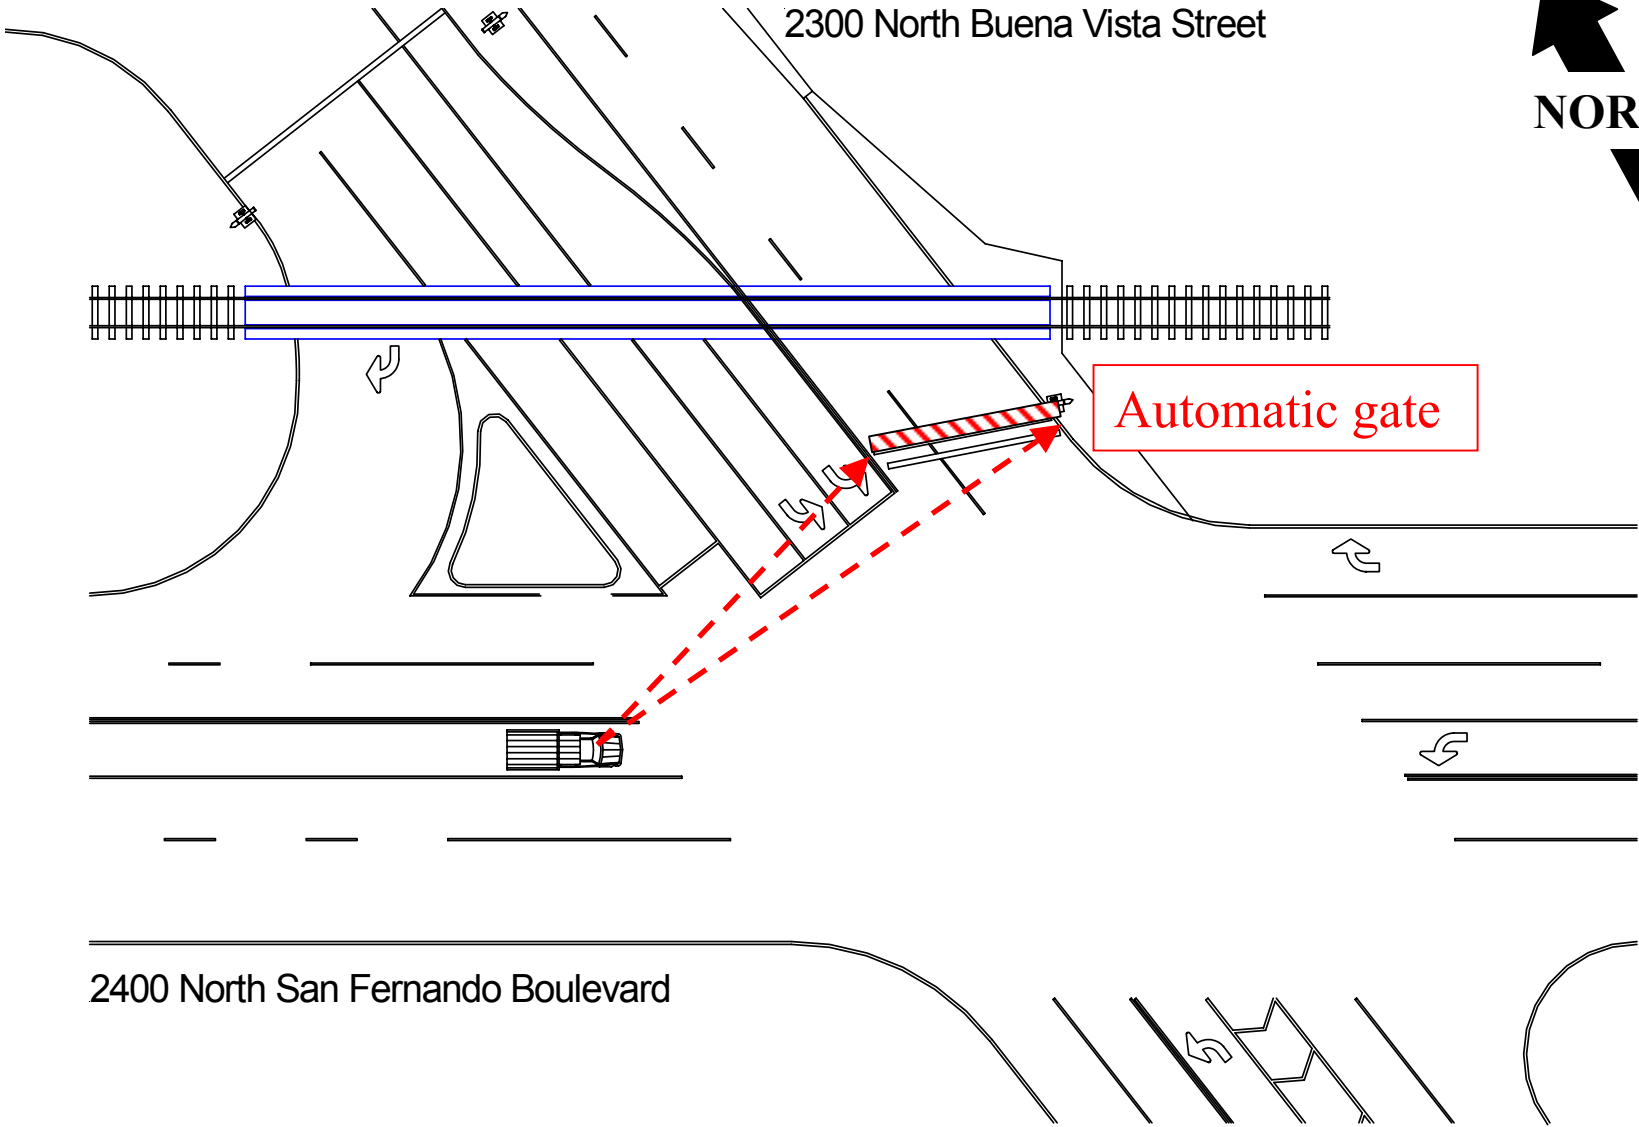 2300 North Buena Vista Street
NOR
Automatic gate
2400 North San Fernando Boulevard